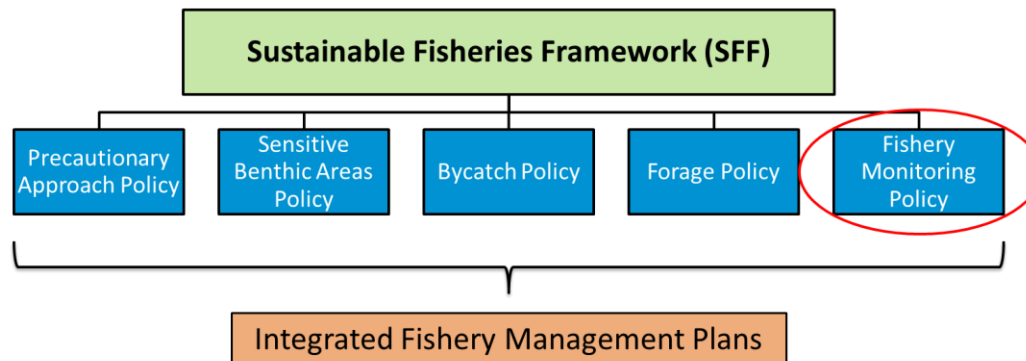 Sustainable Fisheries Framework (SFF)
Precautionary
Approach Policy
Sensitive
Benthic Areas
Policy
Bycatch Policy
Forage Policy
Fishery
Monitoring
Policy
Integrated Fishery Management Plans